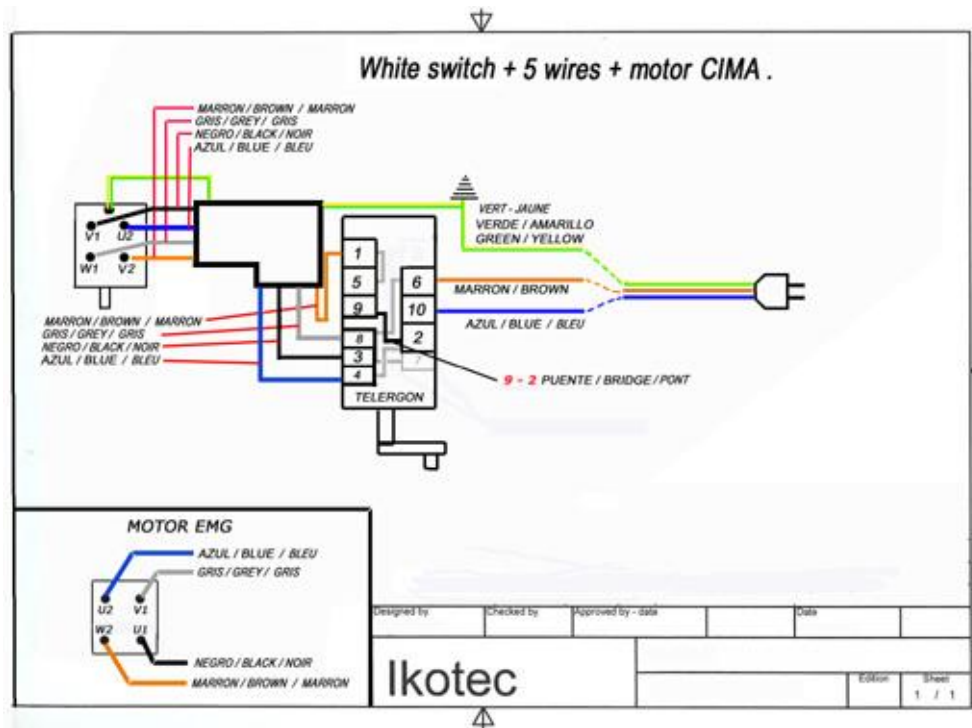 White switch + 5 wires + motor CIMA .
MARRON / BROWN / MARRON
GRIS / GREY / GRIS
NEGRO / BLACK / NOIR
AZUL / BLUE / BLEU
V1 U2
W1 V2
VERT - JAUNE
VERDE / AMARILLO
GREEN / YELLOW
1
5
9
8
3
4
6
10
2
7
TELERGON
MARRON / BROWN
AZUL / BLUE / BLEU
MARRON / BROWN / MARRON
GRIS / GREY / GRIS
NEGRO / BLACK / NOIR
AZUL / BLUE / BLEU
9 - 2 PUENTE / BRIDGE / PONT
MOTOR EMG
AZUL / BLUE / BLEU
GRIS / GREY / GRIS
U2 V1
W2 U1
NEGRO / BLACK / NOIR
MARRON / BROWN / MARRON
Designed by Checked by Approved by - date Date
Ikotec
Edition Sheet
1 / 1